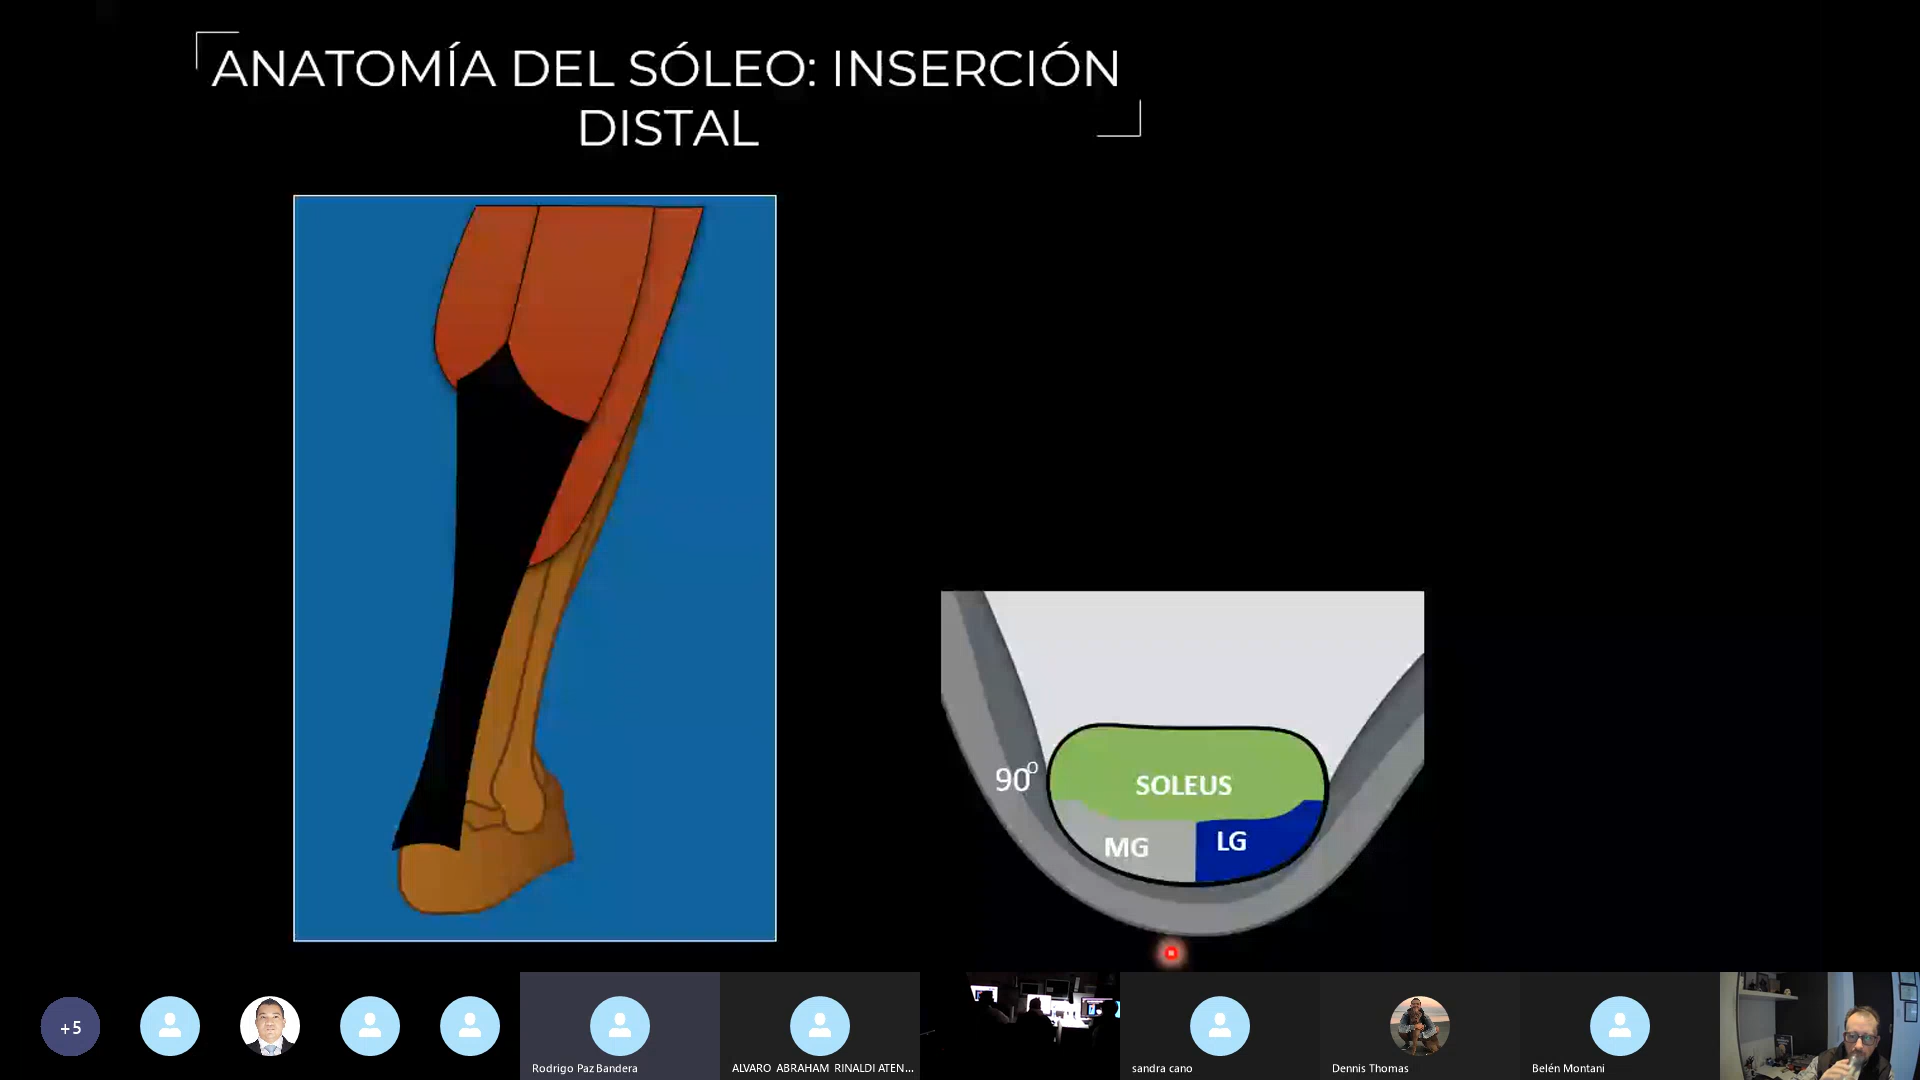 ANATOMÍA DEL SÓLEO: INSERCIÓN
DISTAL
90°
SOLEUS
MG
LG
+5
Rodrigo Paz Bandera
ALVARO ABRAHAM RINALDI ATEN...
sandra cano
Dennis Thomas
Belén Montani